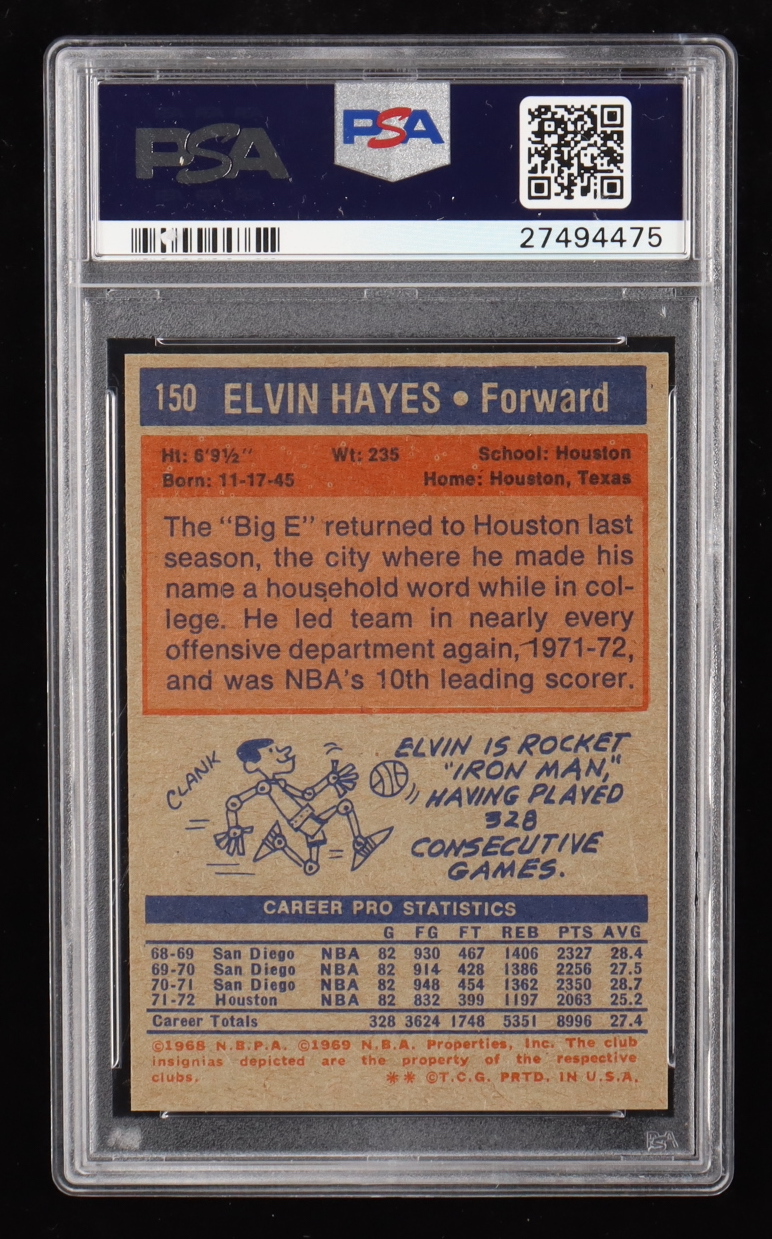 PSA PSA
27494475
150 ELVIN HAYES • Forward
Ht: 6'9½" Wt: 235 School: Houston
Born: 11-17-45 Home: Houston, Texas
The "Big E" returned to Houston last
season, the city where he made his
name a household word while in col-
lege. He led team in nearly every
offensive department again, 1971-72,
and was NBA's 10th leading scorer.
CLANK
ELVIN IS ROCKET
"IRON MAN,"
HAVING PLAYED
328
CONSECUTIVE
GAMES.
CAREER PRO STATISTICS
G FG FT REB PTS AVG
68-69 San Diego NBA 82 930 467 1406 2327 28.4
69-70 San Diego NBA 82 914 428 1386 2256 27.5
70-71 San Diego NBA 82 948 454 1362 2350 28.7
71-72 Houston NBA 82 832 399 1197 2063 25.2
Career Totals 328 3624 1748 5351 8996 27.4
©1968 N.B.P.A. ©1969 N.B.A. Properties, Inc. The club
insignias depicted are the property of the respective
clubs. ** ©T.C.G. PRTD. IN U.S.A.
PSA